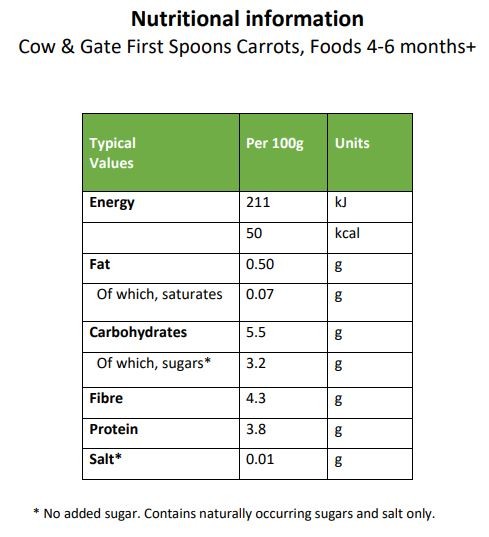 Nutritional information
Cow & Gate First Spoons Carrots, Foods 4-6 months+
Typical Values Per 100g Units
Energy 211 kJ
50 kcal
Fat 0.50 g
Of which, saturates 0.07 g
Carbohydrates 5.5 g
Of which, sugars* 3.2 g
Fibre 4.3 g
Protein 3.8 g
Salt* 0.01 g
* No added sugar. Contains naturally occurring sugars and salt only.